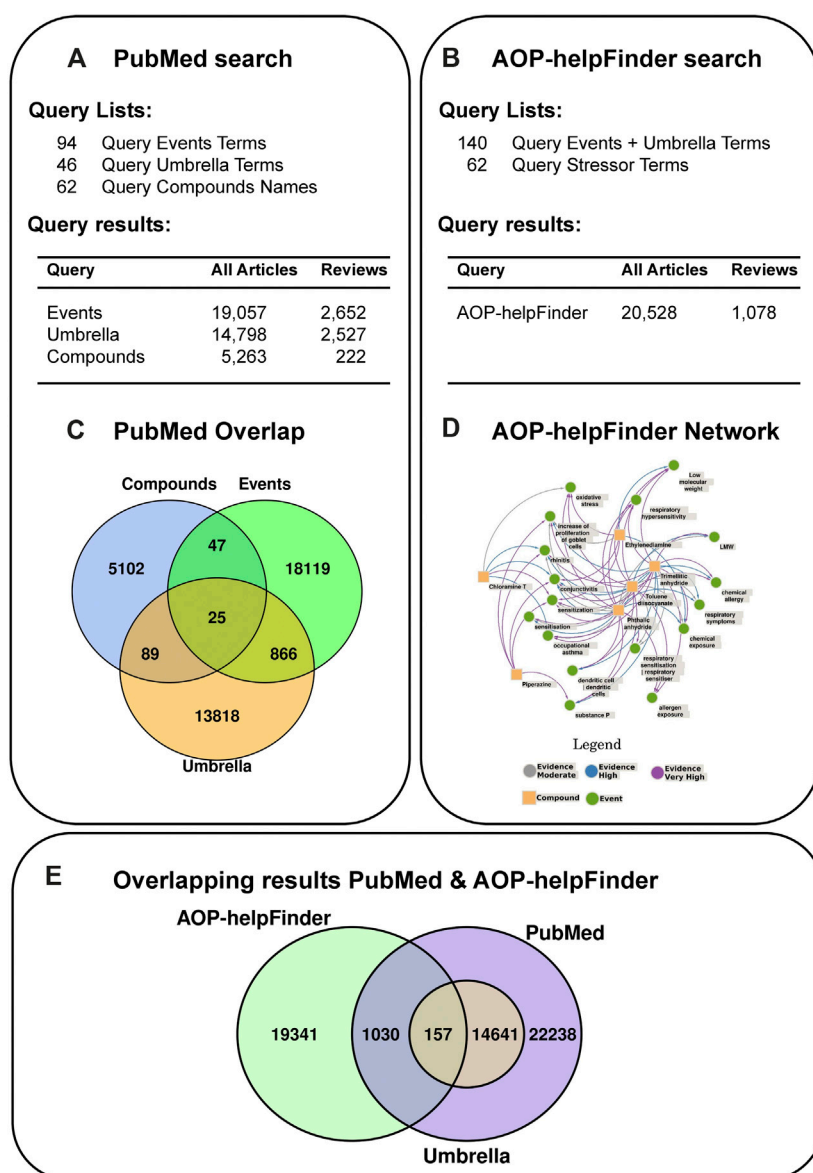 A PubMed search
Query Lists:
94 Query Events Terms
46 Query Umbrella Terms
62 Query Compounds Names
Query results:
Query All Articles Reviews
Events 19,057 2,652
Umbrella 14,798 2,527
Compounds 5,263 222
B AOP-helpFinder search
Query Lists:
140 Query Events + Umbrella Terms
62 Query Stressor Terms
Query results:
Query All Articles Reviews
AOP-helpFinder 20,528 1,078
C PubMed Overlap
Compounds Events
47
5102 18119
25
89 866
13818
Umbrella
D AOP-helpFinder Network
Low
molecular
weight
oxidative
stress
respiratory
hypersensitivity
increase of
proliferation
of goblet
cells
Ethylenediamine
LMW
rhinitis
Trimellitic
anhydride
Chloramine T
conjunctivitis
Toluene
diisocyanate
chemical
allergy
sensitization
Phthalic
anhydride
respiratory
symptoms
sensitisation
chemical
exposure
occupational
asthma
respiratory
sensitisation
| respiratory
sensitiser
Piperazine
dendritic cell
| dendritic
cells
substance P
allergen
exposure
Legend
Evidence
Moderate
Evidence
High
Evidence
Very High
Compound
Event
E Overlapping results PubMed & AOP-helpFinder
AOP-helpFinder
PubMed
19341 1030 157 14641 22238
Umbrella